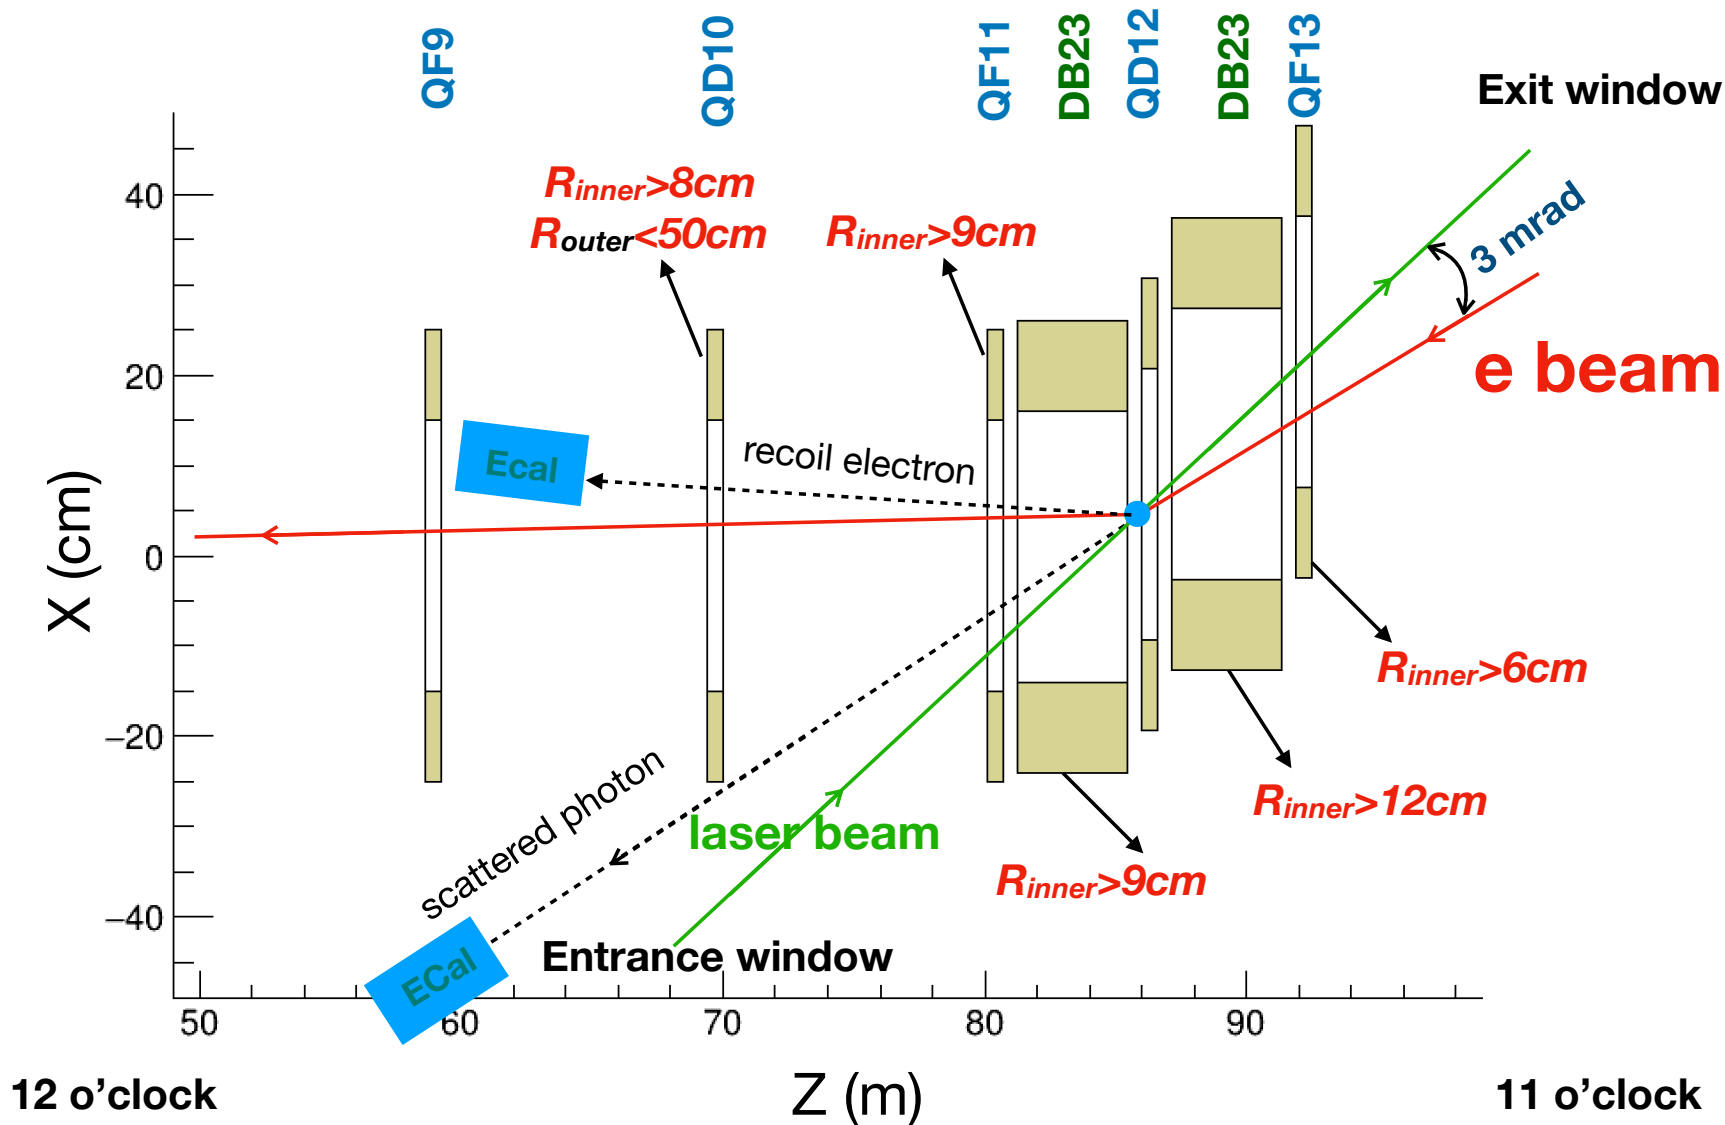 QF9
QD10
QF11
DB23
QD12
DB23
QF13
Exit window
3 mrad
e beam
Rinner>8cm
Router<50cm
Rinner>9cm
recoil electron
Ecal
40
20
0
−20
−40
X (cm)
Rinner>6cm
Rinner>12cm
Rinner>9cm
scattered photon
laser beam
Entrance window
ECal
50
60
70
80
90
12 o’clock
Z (m)
11 o’clock